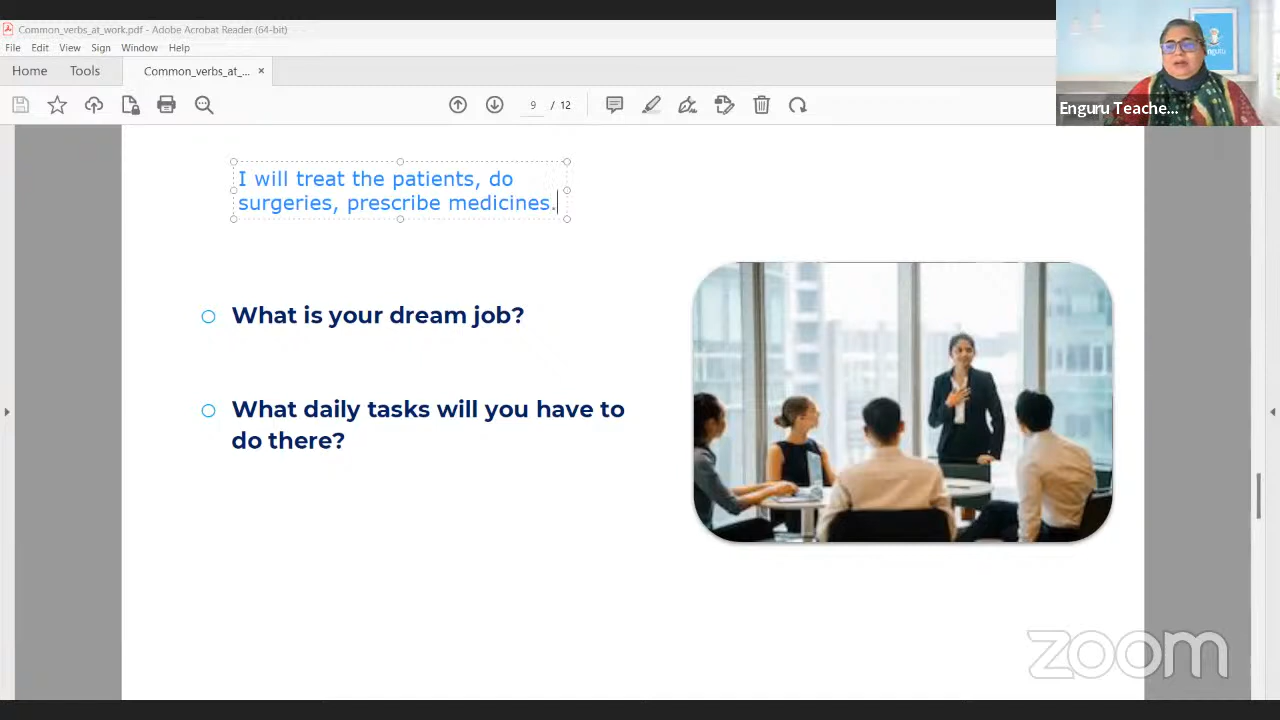 Common_verbs_at_work.pdf - Adobe Acrobat Reader (64-bit)
File Edit View Sign Window Help
Home Tools Common_verbs_at_... ×
9 / 12
Enguru Teache...
I will treat the patients, do
surgeries, prescribe medicines.
What is your dream job?
What daily tasks will you have to
do there?
zoom